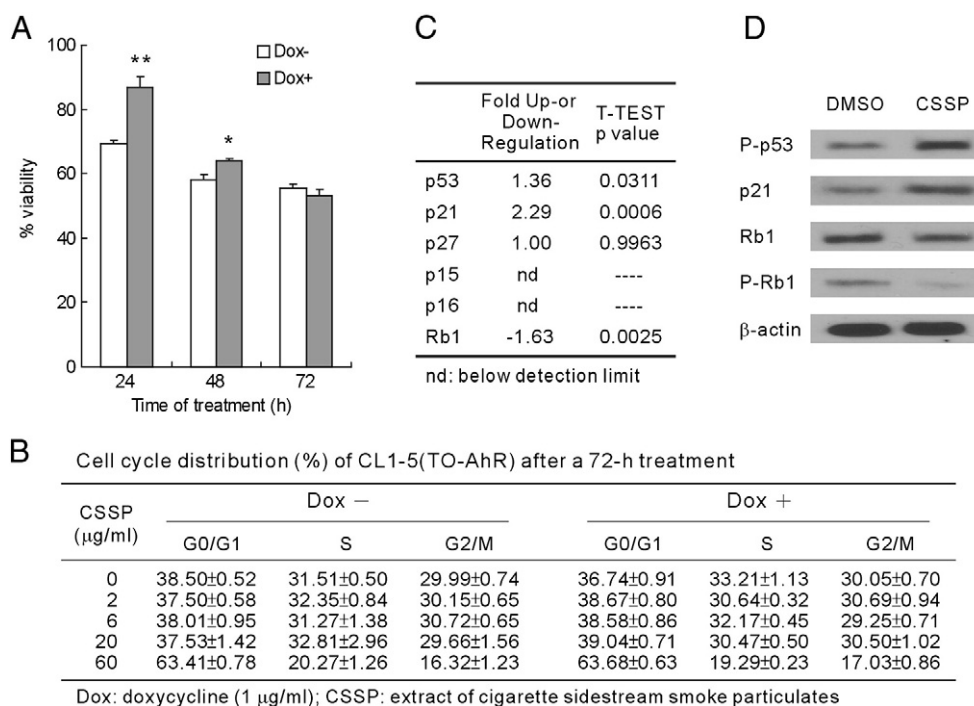 A
100
80
60
40
20
0
% viability
**
*
Dox-
Dox+
24 48 72
Time of treatment (h)
C
Fold Up-or Down-Regulation T-TEST p value
p53 1.36 0.0311
p21 2.29 0.0006
p27 1.00 0.9963
p15 nd ----
p16 nd ----
Rb1 -1.63 0.0025
nd: below detection limit
D
DMSO CSSP
P-p53
p21
Rb1
P-Rb1
β-actin
B
Cell cycle distribution (%) of CL1-5(TO-AhR) after a 72-h treatment
CSSP (μg/ml) Dox − Dox +
G0/G1 S G2/M G0/G1 S G2/M
0 38.50±0.52 31.51±0.50 29.99±0.74 36.74±0.91 33.21±1.13 30.05±0.70
2 37.50±0.58 32.35±0.84 30.15±0.65 38.67±0.80 30.64±0.32 30.69±0.94
6 38.01±0.95 31.27±1.38 30.72±0.65 38.58±0.86 32.17±0.45 29.25±0.71
20 37.53±1.42 32.81±2.96 29.66±1.56 39.04±0.71 30.47±0.50 30.50±1.02
60 63.41±0.78 20.27±1.26 16.32±1.23 63.68±0.63 19.29±0.23 17.03±0.86
Dox: doxycycline (1 μg/ml); CSSP: extract of cigarette sidestream smoke particulates